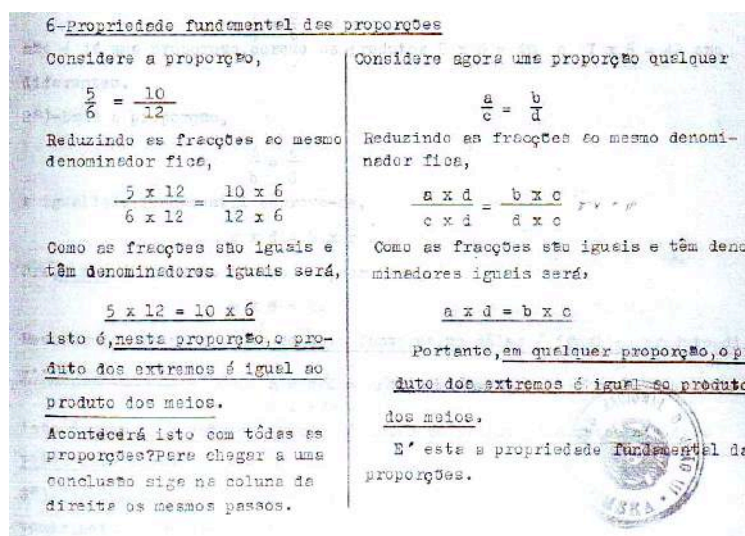 6-Propriedade fundamental das proporções
Considere a proporção,
5/6 = 10/12
Reduzindo as fracções ao mesmo
denominador fica,
5 x 12 / 6 x 12 = 10 x 6 / 12 x 6
Como as fracções são iguais e
têm denominadores iguais será,
5 x 12 = 10 x 6
isto é,nesta proporção,o pro-
duto dos extremos é igual ao
produto dos meios.
Acontecerá isto com tôdas as
proporções?Para chegar a uma
conclusão siga na coluna da
direita os mesmos passos.
Considere agora uma proporção qualquer
a/c = b/d
Reduzindo as fracções ao mesmo denomi-
nador fica,
a x d / c x d = b x c / d x c
Como as fracções são iguais e têm deno
minadores iguais será,
a x d = b x c
Portanto,em qualquer proporção,o p
duto dos extremos é igual ao produto
dos meios.
E' esta a propriedade fundamental da
proporções.